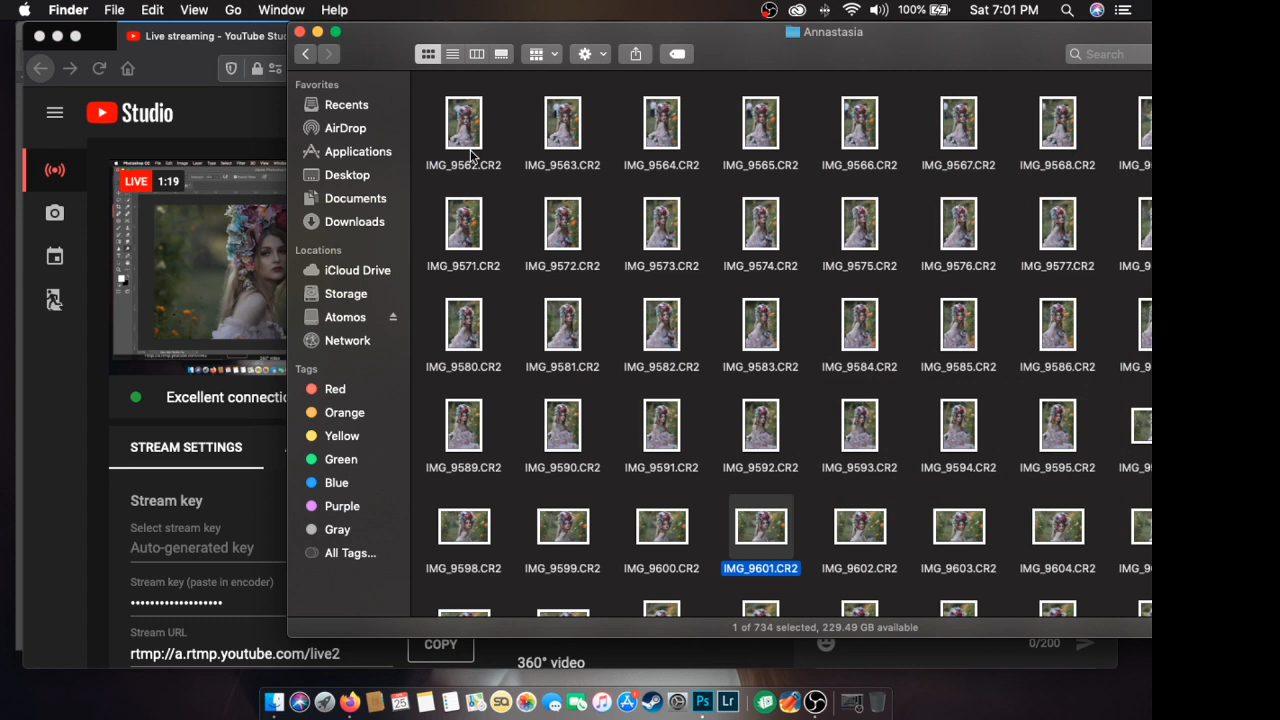 Finder File Edit View Go Window Help 100% Sat 7:01 PM
Live streaming - YouTube Stu
Annastasia
Search
Studio
LIVE 1:19
Excellent connecti
STREAM SETTINGS
Stream key
Select stream key
Auto-generated key
Stream key (paste in encoder)
••••••••••••••••••
Stream URL
rtmp://a.rtmp.youtube.com/live2
COPY
360° video
0/200
Favorites
Recents
AirDrop
Applications
Desktop
Documents
Downloads
Locations
iCloud Drive
Storage
Atomos
Network
Tags
Red
Orange
Yellow
Green
Blue
Purple
Gray
All Tags...
IMG_9562.CR2 IMG_9563.CR2 IMG_9564.CR2 IMG_9565.CR2 IMG_9566.CR2 IMG_9567.CR2 IMG_9568.CR2 IMG_9
IMG_9571.CR2 IMG_9572.CR2 IMG_9573.CR2 IMG_9574.CR2 IMG_9575.CR2 IMG_9576.CR2 IMG_9577.CR2 IMG_9
IMG_9580.CR2 IMG_9581.CR2 IMG_9582.CR2 IMG_9583.CR2 IMG_9584.CR2 IMG_9585.CR2 IMG_9586.CR2 IMG_9
IMG_9589.CR2 IMG_9590.CR2 IMG_9591.CR2 IMG_9592.CR2 IMG_9593.CR2 IMG_9594.CR2 IMG_9595.CR2 IMG_9
IMG_9598.CR2 IMG_9599.CR2 IMG_9600.CR2 IMG_9601.CR2 IMG_9602.CR2 IMG_9603.CR2 IMG_9604.CR2 IMG_9
1 of 734 selected, 229.49 GB available
25
Ps Lr